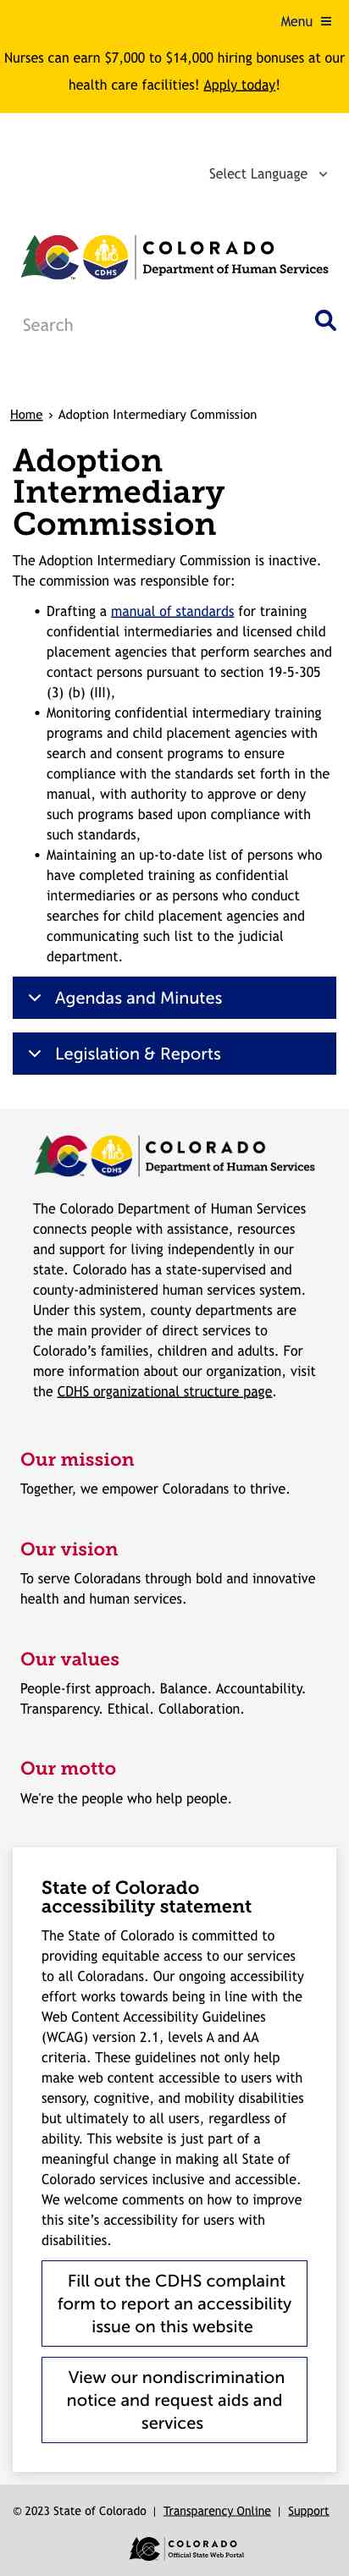 Menu
Nurses can earn $7,000 to $14,000 hiring bonuses at our
health care facilities! Apply today!
Select Language
CDHS
COLORADO
Department of Human Services
Search
Home › Adoption Intermediary Commission
Adoption
Intermediary
Commission
The Adoption Intermediary Commission is inactive.
The commission was responsible for:
• Drafting a manual of standards for training
confidential intermediaries and licensed child
placement agencies that perform searches and
contact persons pursuant to section 19-5-305
(3) (b) (III),
• Monitoring confidential intermediary training
programs and child placement agencies with
search and consent programs to ensure
compliance with the standards set forth in the
manual, with authority to approve or deny
such programs based upon compliance with
such standards,
• Maintaining an up-to-date list of persons who
have completed training as confidential
intermediaries or as persons who conduct
searches for child placement agencies and
communicating such list to the judicial
department.
Agendas and Minutes
Legislation & Reports
CDHS
COLORADO
Department of Human Services
The Colorado Department of Human Services
connects people with assistance, resources
and support for living independently in our
state. Colorado has a state-supervised and
county-administered human services system.
Under this system, county departments are
the main provider of direct services to
Colorado’s families, children and adults. For
more information about our organization, visit
the CDHS organizational structure page.
Our mission
Together, we empower Coloradans to thrive.
Our vision
To serve Coloradans through bold and innovative
health and human services.
Our values
People-first approach. Balance. Accountability.
Transparency. Ethical. Collaboration.
Our motto
We're the people who help people.
State of Colorado
accessibility statement
The State of Colorado is committed to
providing equitable access to our services
to all Coloradans. Our ongoing accessibility
effort works towards being in line with the
Web Content Accessibility Guidelines
(WCAG) version 2.1, levels A and AA
criteria. These guidelines not only help
make web content accessible to users with
sensory, cognitive, and mobility disabilities
but ultimately to all users, regardless of
ability. This website is just part of a
meaningful change in making all State of
Colorado services inclusive and accessible.
We welcome comments on how to improve
this site’s accessibility for users with
disabilities.
Fill out the CDHS complaint
form to report an accessibility
issue on this website
View our nondiscrimination
notice and request aids and
services
© 2023 State of Colorado | Transparency Online | Support
COLORADO
Official State Web Portal